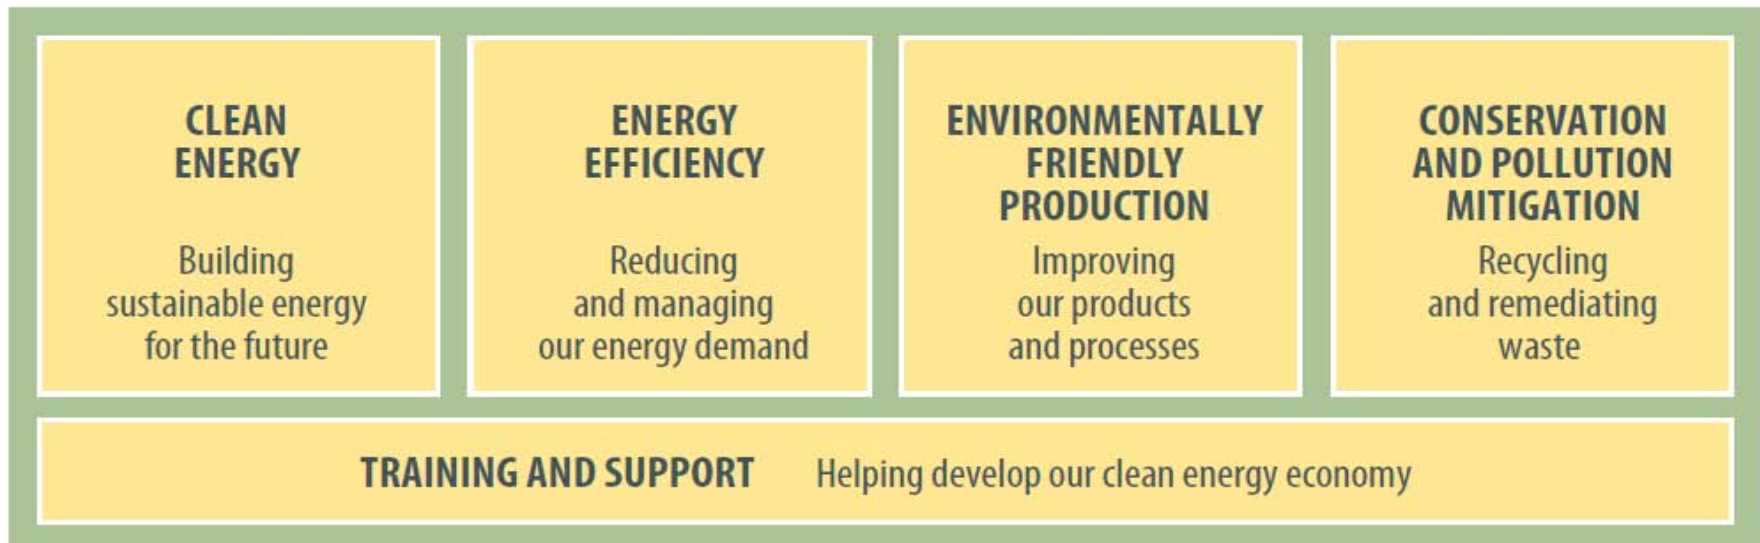 CLEAN
ENERGY
Building
sustainable energy
for the future
ENERGY
EFFICIENCY
Reducing
and managing
our energy demand
ENVIRONMENTALLY
FRIENDLY
PRODUCTION
Improving
our products
and processes
CONSERVATION
AND POLLUTION
MITIGATION
Recycling
and remediating
waste
TRAINING AND SUPPORT Helping develop our clean energy economy